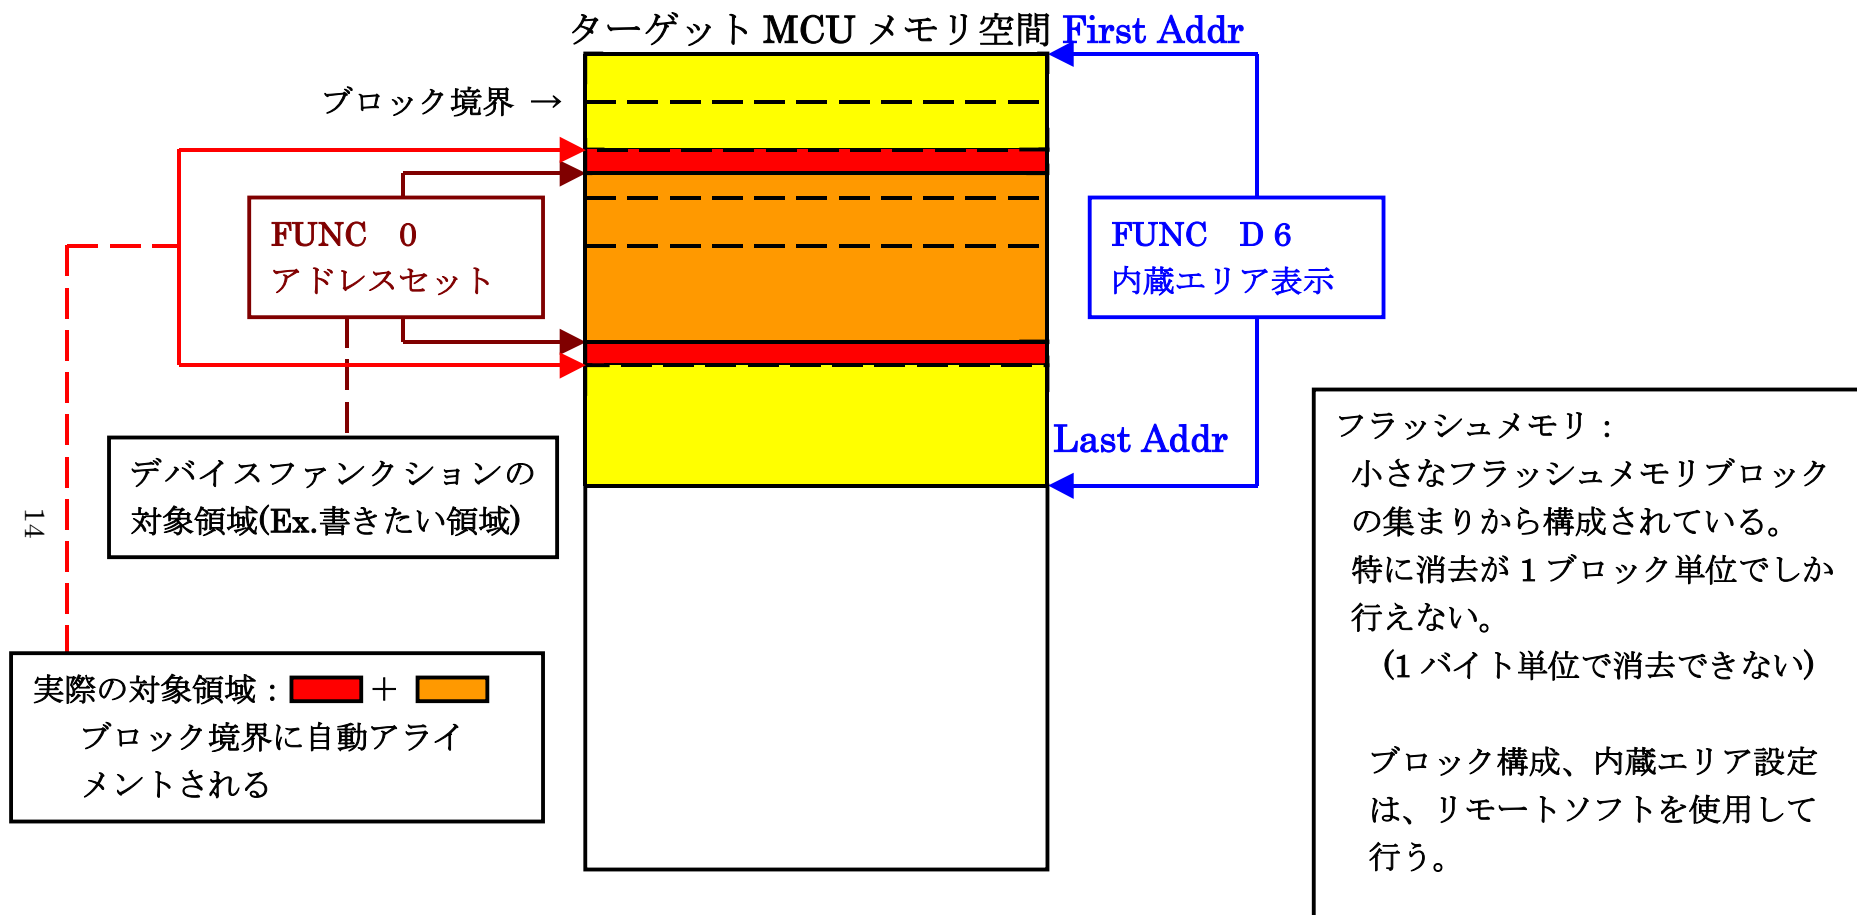 ターゲット MCU メモリ空間 First Addr
ブロック境界 →
FUNC 0
アドレスセット
FUNC D6
内蔵エリア表示
Last Addr
デバイスファンクションの
対象領域(Ex.書きたい領域)
14
実際の対象領域: +
ブロック境界に自動アライ
メントされる
フラッシュメモリ:
小さなフラッシュメモリブロック
の集まりから構成されている。
特に消去が 1 ブロック単位でしか
行えない。
(1 バイト単位で消去できない)
ブロック構成、内蔵エリア設定
は、リモートソフトを使用して
行う。